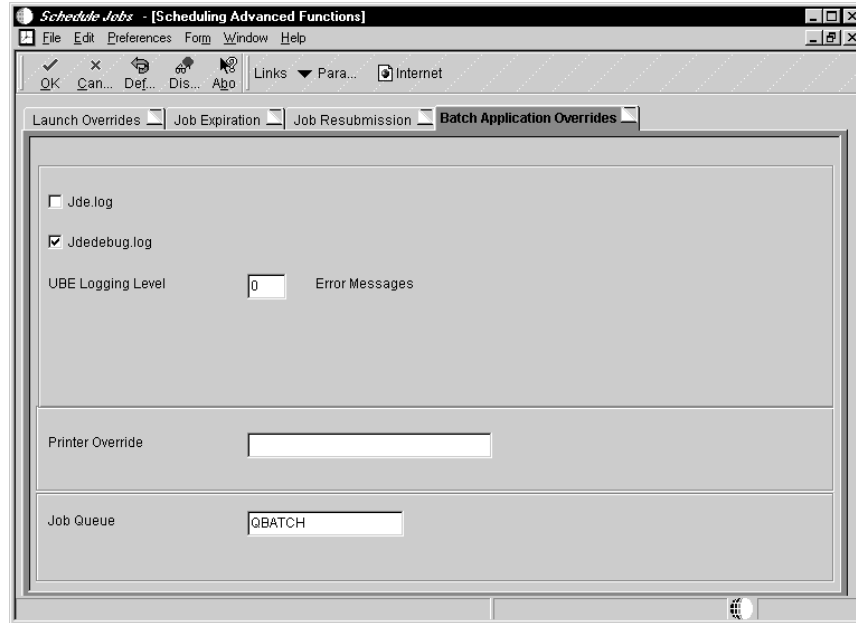 Schedule Jobs - [Scheduling Advanced Functions]
File Edit Preferences Form Window Help
OK Can... Def... Dis... Abo Links Para... Internet
Launch Overrides Job Expiration Job Resubmission Batch Application Overrides
Jde.log
Jdedebug.log
UBE Logging Level 0 Error Messages
Printer Override
Job Queue QBATCH